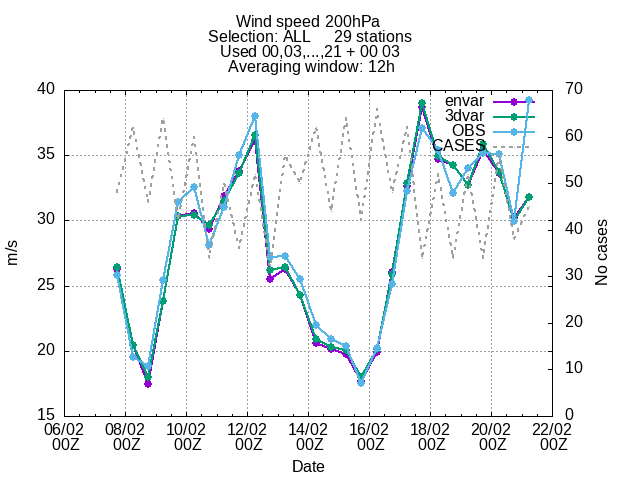 Wind speed 200hPa
Selection: ALL 29 stations
Used 00,03,...,21 + 00 03
Averaging window: 12h
40 70
envar
3dvar
OBS
CASES
60
35
50
30 40
m/s No cases
25 30
20
20
10
15 0
06/02 08/02 10/02 12/02 14/02 16/02 18/02 20/02 22/02
00Z 00Z 00Z 00Z 00Z 00Z 00Z 00Z 00Z
Date